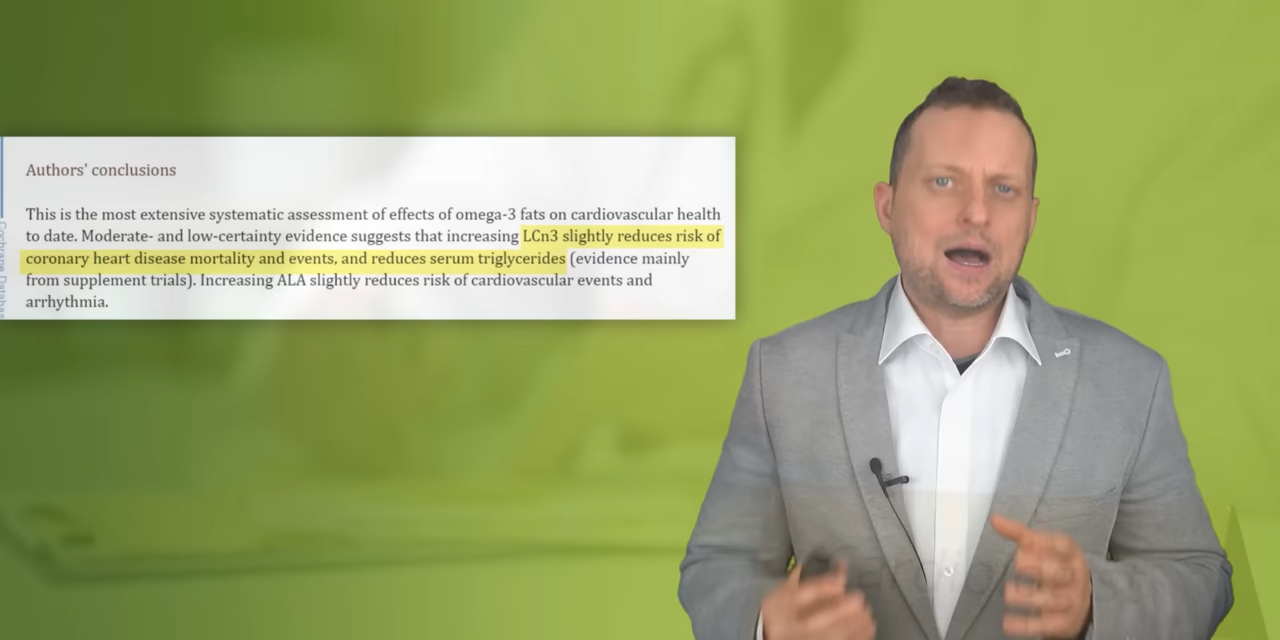 Authors' conclusions
This is the most extensive systematic assessment of effects of omega-3 fats on cardiovascular health
to date. Moderate- and low-certainty evidence suggests that increasing LCn3 slightly reduces risk of
coronary heart disease mortality and events, and reduces serum triglycerides (evidence mainly
from supplement trials). Increasing ALA slightly reduces risk of cardiovascular events and
arrhythmia.
Cochrane Databas